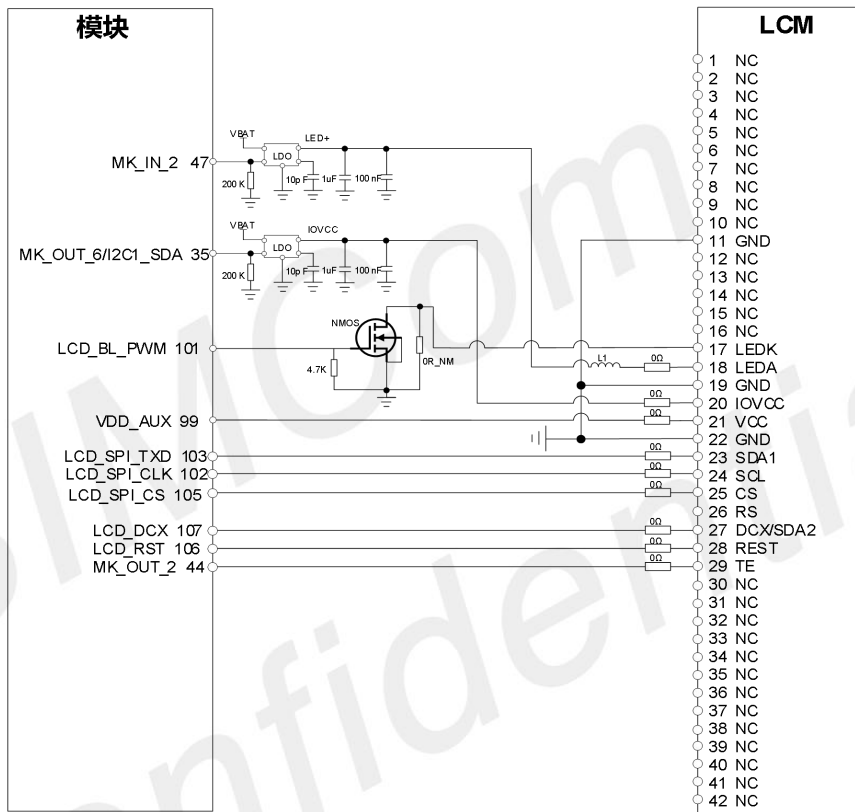 模块
LCM
1 NC
2 NC
3 NC
4 NC
5 NC
6 NC
7 NC
8 NC
9 NC
10 NC
11 GND
12 NC
13 NC
14 NC
15 NC
16 NC
17 LEDK
18 LEDA
19 GND
20 IOVCC
21 VCC
22 GND
23 SDA1
24 SCL
25 CS
26 RS
27 DCX/SDA2
28 REST
29 TE
30 NC
31 NC
32 NC
33 NC
34 NC
35 NC
36 NC
37 NC
38 NC
39 NC
40 NC
41 NC
42 NC
MK_IN_2 47
MK_OUT_6/I2C1_SDA 35
LCD_BL_PWM 101
VDD_AUX 99
LCD_SPI_TXD 103
LCD_SPI_CLK 102
LCD_SPI_CS 105
LCD_DCX 107
LCD_RST 106
MK_OUT_2 44
VBAT
LDO
LED+
200 K
10pF
1uF
100 nF
VBAT
LDO
IOVCC
200 K
10pF
1uF
100 nF
NMOS
4.7K
0R_NM
L1
0Ω
0Ω
0Ω
0Ω
0Ω
0Ω
0Ω
0Ω
0Ω
SIMCom
Confidential